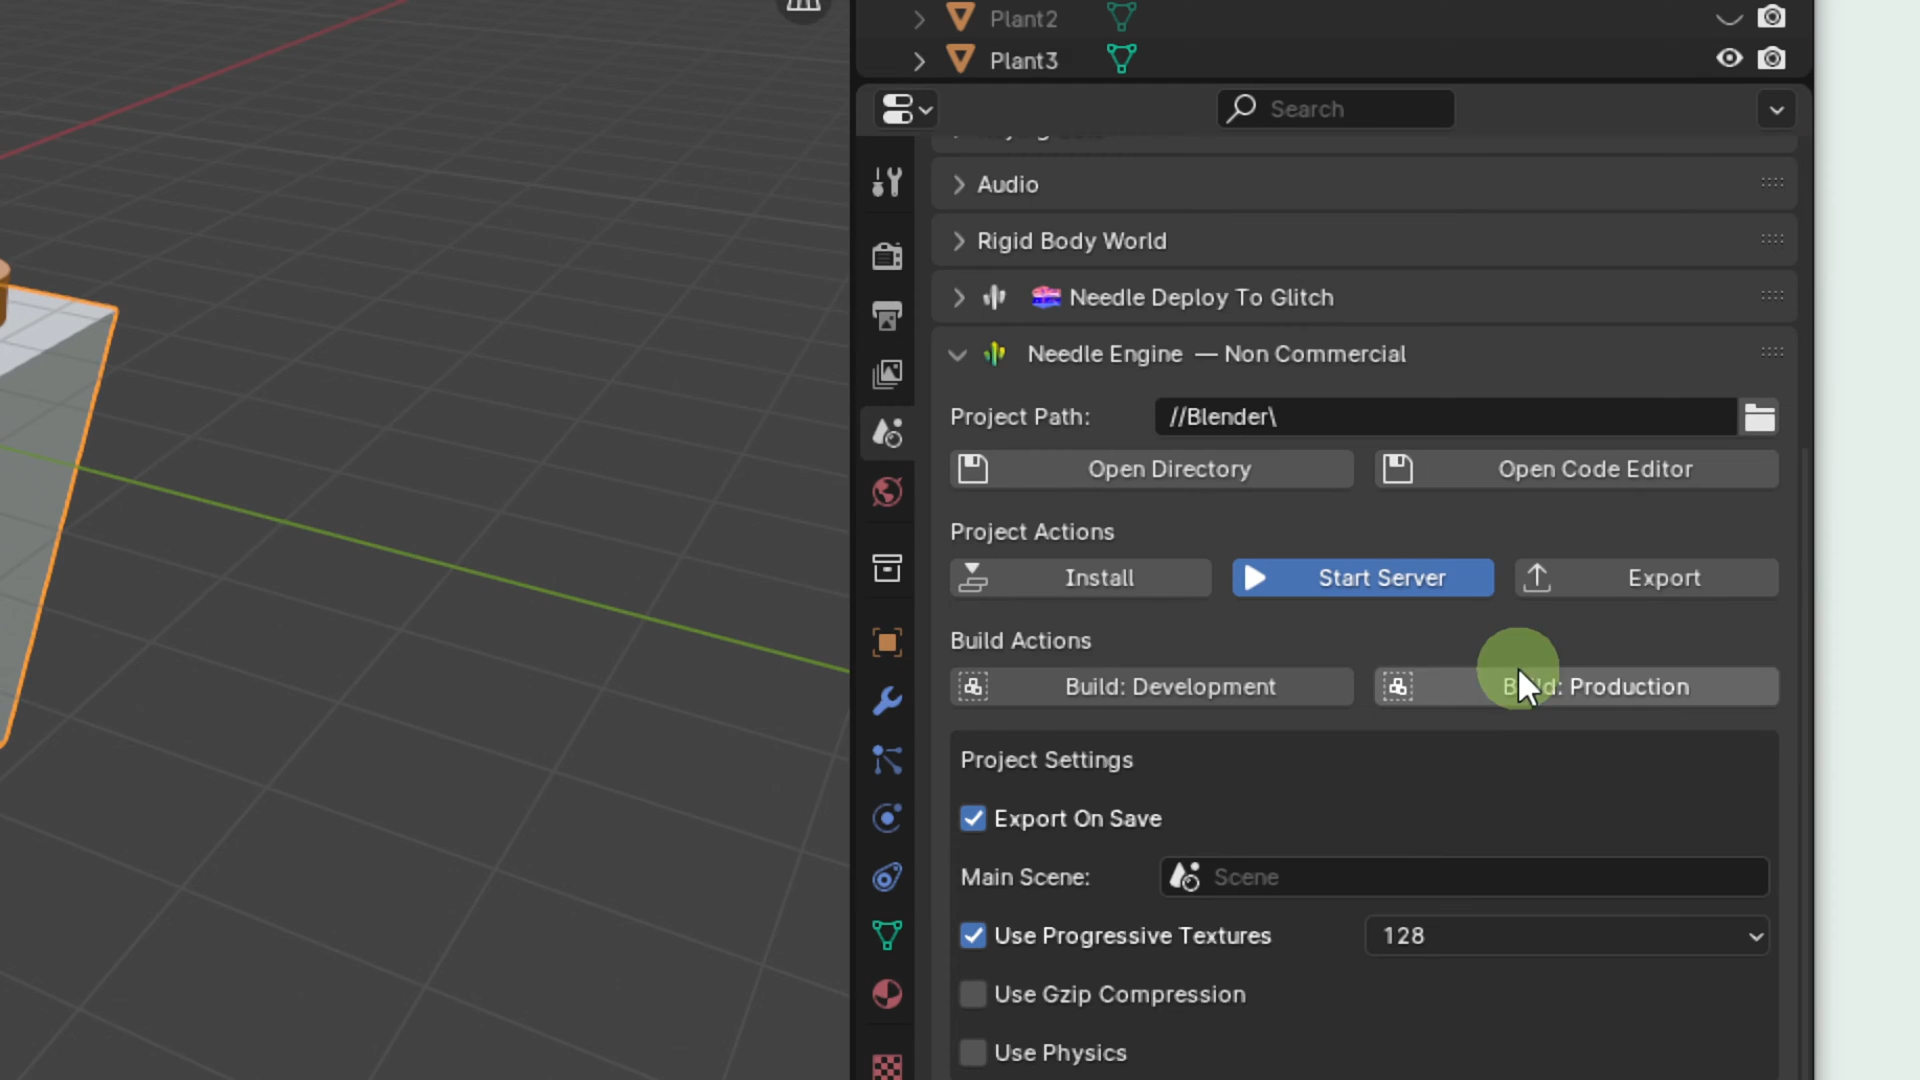 Plant2
Plant3
Search
Audio
Rigid Body World
Needle Deploy To Glitch
Needle Engine — Non Commercial
Project Path: //Blender\
Open Directory Open Code Editor
Project Actions
Install Start Server Export
Build Actions
Build: Development Build: Production
Project Settings
Export On Save
Main Scene: Scene
Use Progressive Textures 128
Use Gzip Compression
Use Physics